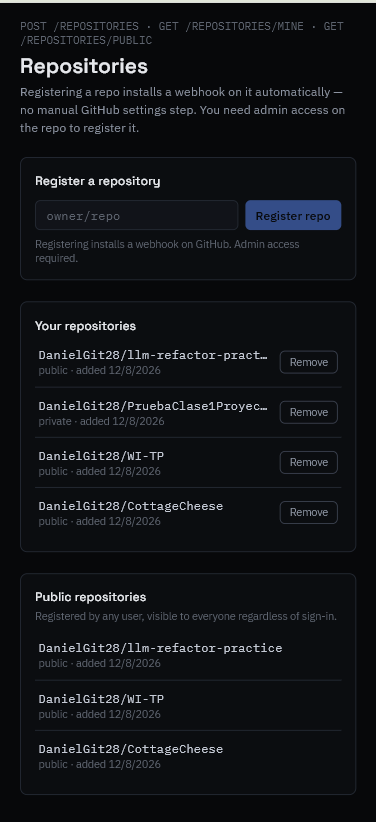 POST /REPOSITORIES · GET /REPOSITORIES/MINE · GET
/REPOSITORIES/PUBLIC
Repositories
Registering a repo installs a webhook on it automatically —
no manual GitHub settings step. You need admin access on
the repo to register it.
Register a repository
owner/repo
Register repo
Registering installs a webhook on GitHub. Admin access
required.
Your repositories
DanielGit28/llm-refactor-pract…
public · added 12/8/2026
Remove
DanielGit28/PruebaClase1Proyec…
private · added 12/8/2026
Remove
DanielGit28/WI-TP
public · added 12/8/2026
Remove
DanielGit28/CottageCheese
public · added 12/8/2026
Remove
Public repositories
Registered by any user, visible to everyone regardless of sign-in.
DanielGit28/llm-refactor-practice
public · added 12/8/2026
DanielGit28/WI-TP
public · added 12/8/2026
DanielGit28/CottageCheese
public · added 12/8/2026